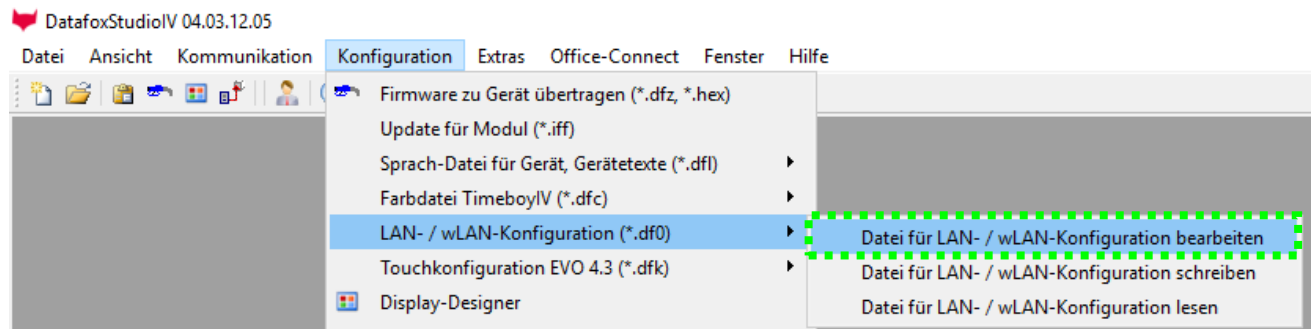 DatafoxStudioIV 04.03.12.05
Datei Ansicht Kommunikation Konfiguration Extras Office-Connect Fenster Hilfe
Firmware zu Gerät übertragen (*.dfz, *.hex)
Update für Modul (*.iff)
Sprach-Datei für Gerät, Gerätetexte (*.dfl)
Farbdatei TimeboyIV (*.dfc)
LAN- / wLAN-Konfiguration (*.df0)
Datei für LAN- / wLAN-Konfiguration bearbeiten
Touchkonfiguration EVO 4.3 (*.dfk)
Datei für LAN- / wLAN-Konfiguration schreiben
Display-Designer
Datei für LAN- / wLAN-Konfiguration lesen